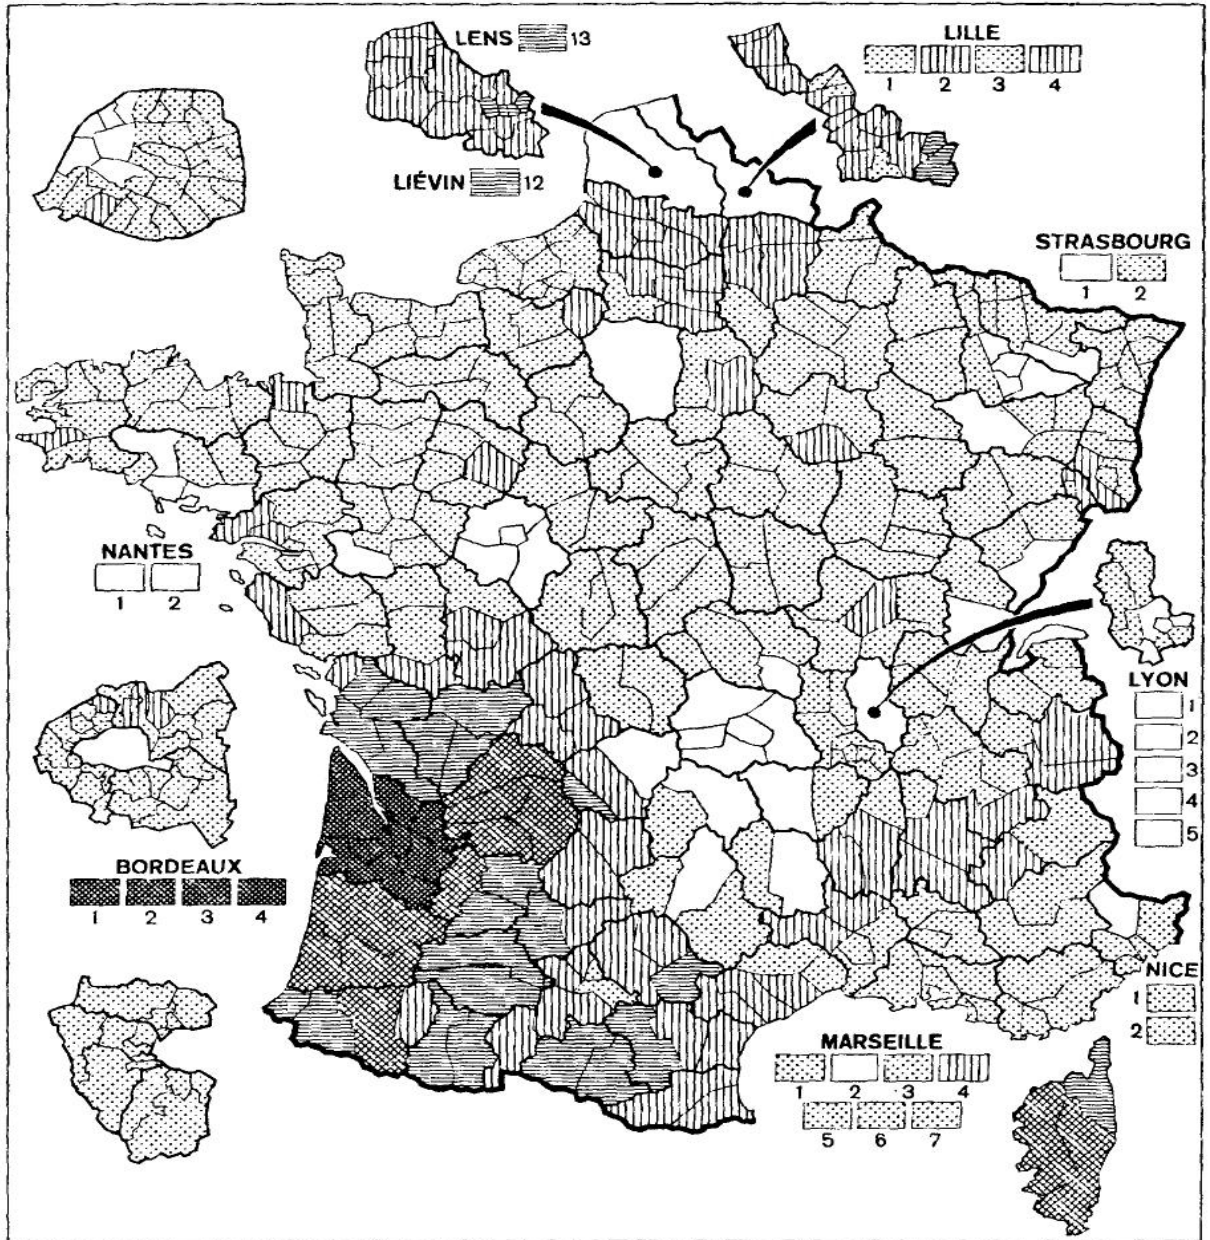 LENS 13
LILLE
1 2 3 4
LIÉVIN 12
STRASBOURG
1 2
NANTES
1 2
LYON
1
2
3
4
5
BORDEAUX
1 2 3 4
NICE
1
2
MARSEILLE
1 2 3 4
5 6 7